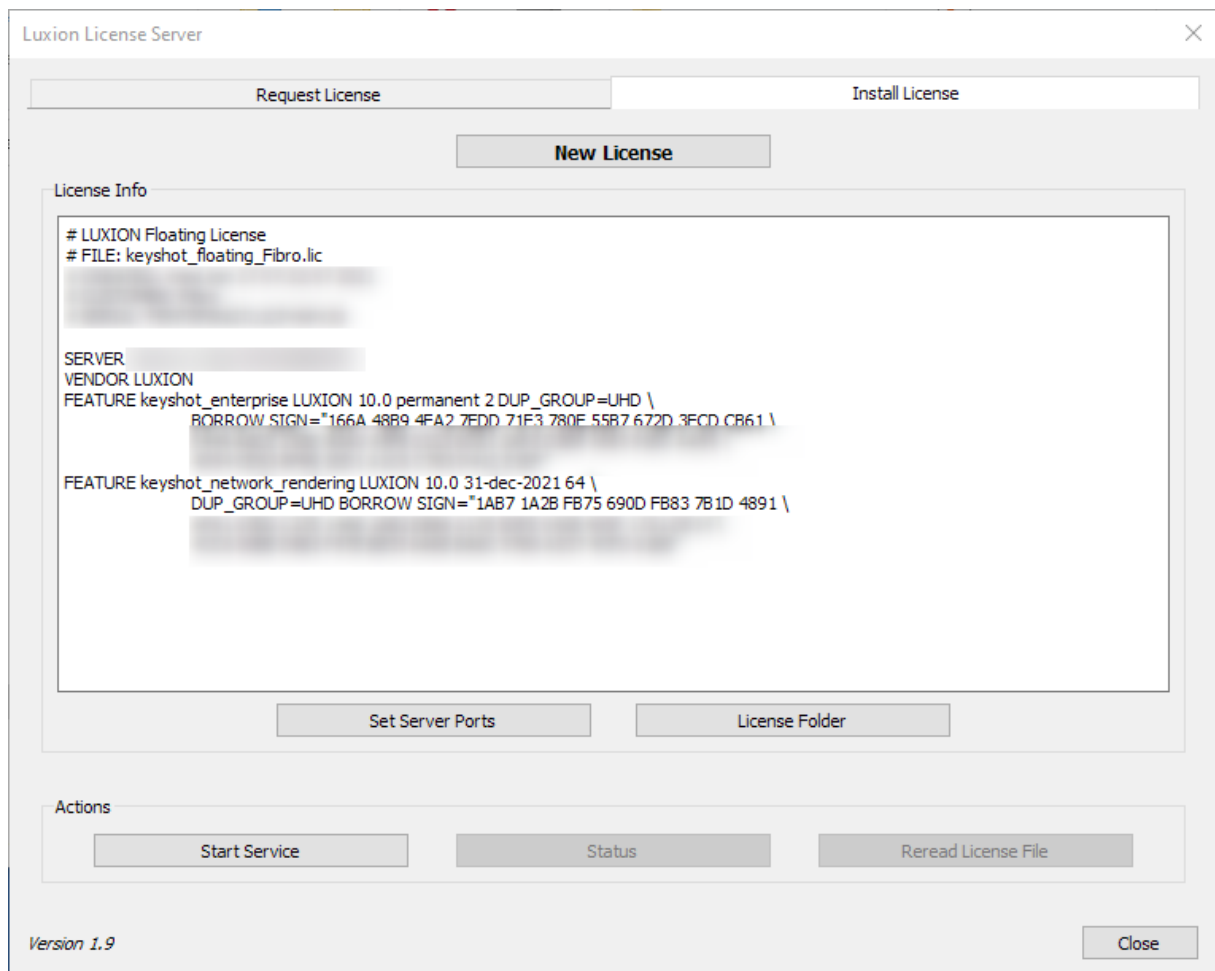 Luxion License Server
Request License
Install License
New License
License Info
# LUXION Floating License
# FILE: keyshot_floating_Fibro.lic
SERVER
VENDOR LUXION
FEATURE keyshot_enterprise LUXION 10.0 permanent 2 DUP_GROUP=UHD \
BORROW SIGN="166A 48B9 4EA2 7EDD 71E3 780E 55B7 672D 3ECD CB61 \
FEATURE keyshot_network_rendering LUXION 10.0 31-dec-2021 64 \
DUP_GROUP=UHD BORROW SIGN="1AB7 1A2B FB75 690D FB83 7B1D 4891 \
Set Server Ports
License Folder
Actions
Start Service
Status
Reread License File
Version 1.9
Close